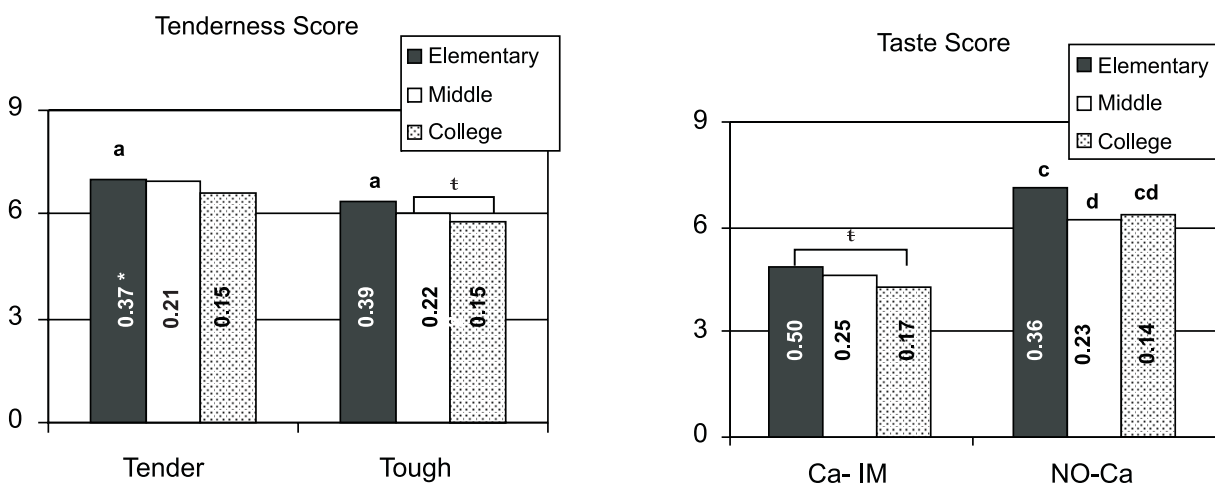 Tenderness Score
Elementary
Middle
College
9
6
3
0
a
a
ŧ
0.37 *
0.21
0.15
0.39
0.22
0.15
Tender
Tough
Taste Score
Elementary
Middle
College
9
6
3
0
ŧ
c
d
cd
0.50
0.25
0.17
0.36
0.23
0.14
Ca- IM
NO-Ca